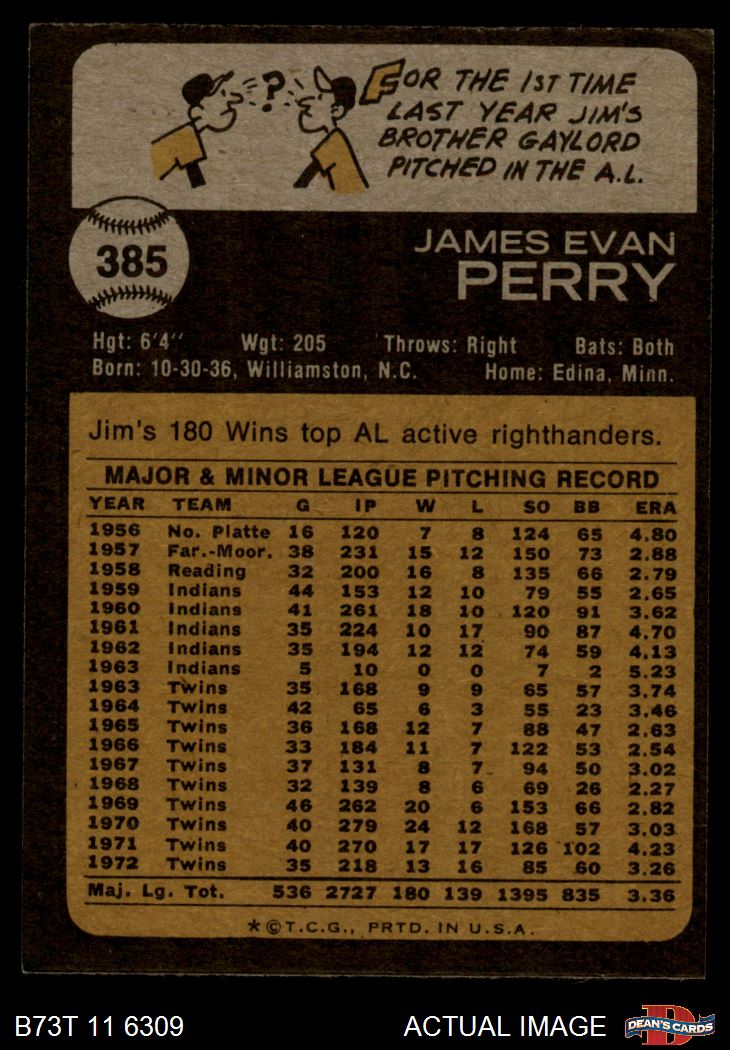 ?
FOR THE 1ST TIME
LAST YEAR JIM'S
BROTHER GAYLORD
PITCHED IN THE A.L.
385
JAMES EVAN
PERRY
Hgt: 6'4" Wgt: 205 Throws: Right Bats: Both
Born: 10-30-36, Williamston, N.C. Home: Edina, Minn.
Jim's 180 Wins top AL active righthanders.
MAJOR & MINOR LEAGUE PITCHING RECORD
YEAR TEAM G IP W L SO BB ERA
1956 No. Platte 16 120 7 8 124 65 4.80
1957 Far.-Moor. 38 231 15 12 150 73 2.88
1958 Reading 32 200 16 8 135 66 2.79
1959 Indians 44 153 12 10 79 55 2.65
1960 Indians 41 261 18 10 120 91 3.62
1961 Indians 35 224 10 17 90 87 4.70
1962 Indians 35 194 12 12 74 59 4.13
1963 Indians 5 10 0 0 7 2 5.23
1963 Twins 35 168 9 9 65 57 3.74
1964 Twins 42 65 6 3 55 23 3.46
1965 Twins 36 168 12 7 88 47 2.63
1966 Twins 33 184 11 7 122 53 2.54
1967 Twins 37 131 8 7 94 50 3.02
1968 Twins 32 139 8 6 69 26 2.27
1969 Twins 46 262 20 6 153 66 2.82
1970 Twins 40 279 24 12 168 57 3.03
1971 Twins 40 270 17 17 126 102 4.23
1972 Twins 35 218 13 16 85 60 3.26
Maj. Lg. Tot. 536 2727 180 139 1395 835 3.36
*©T.C.G., PRTD. IN U.S.A.
B73T 11 6309 ACTUAL IMAGE D DEAN'S CARDS